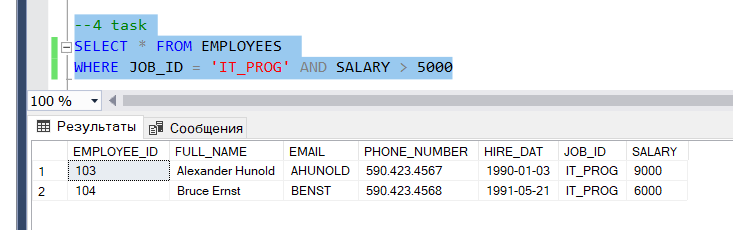 --4 task
SELECT * FROM EMPLOYEES
WHERE JOB_ID = 'IT_PROG' AND SALARY > 5000
100 %
Результаты Сообщения
EMPLOYEE_ID FULL_NAME EMAIL PHONE_NUMBER HIRE_DAT JOB_ID SALARY
1 103 Alexander Hunold AHUNOLD 590.423.4567 1990-01-03 IT_PROG 9000
2 104 Bruce Ernst BENST 590.423.4568 1991-05-21 IT_PROG 6000